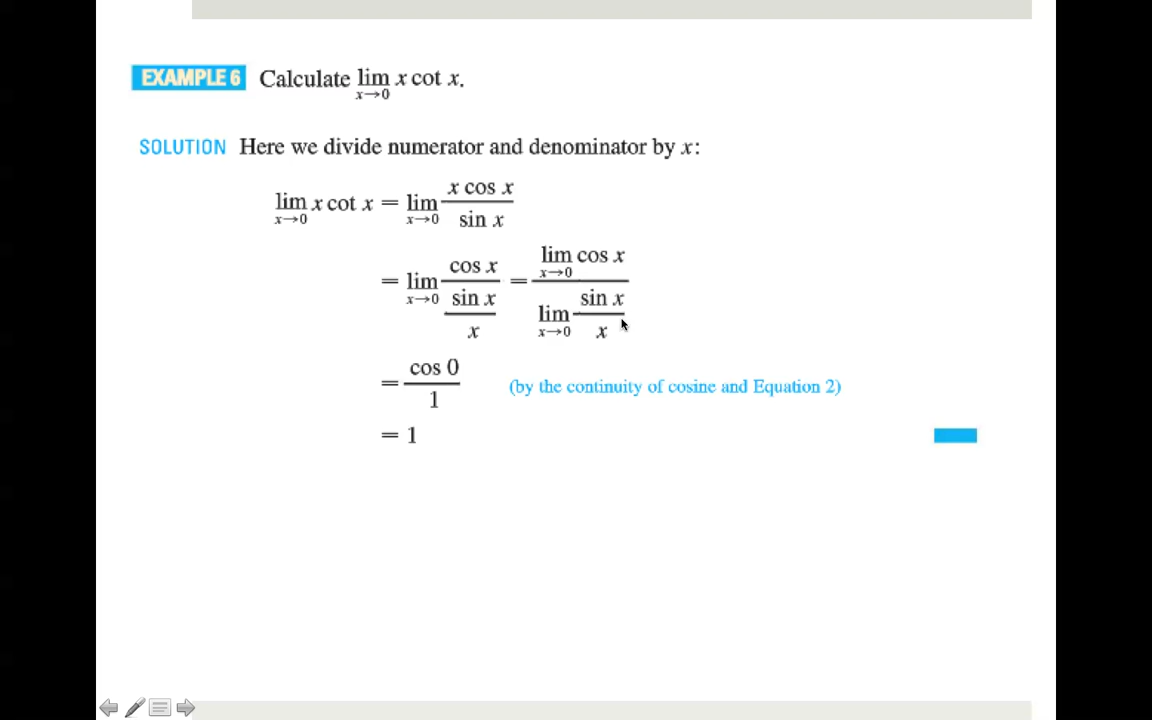 EXAMPLE 6 Calculate lim x→0 x cot x.
SOLUTION Here we divide numerator and denominator by x:
lim x→0 x cot x = lim x→0 x cos x / sin x
= lim x→0 cos x / (sin x / x) = lim x→0 cos x / lim x→0 (sin x / x)
= cos 0 / 1 (by the continuity of cosine and Equation 2)
= 1